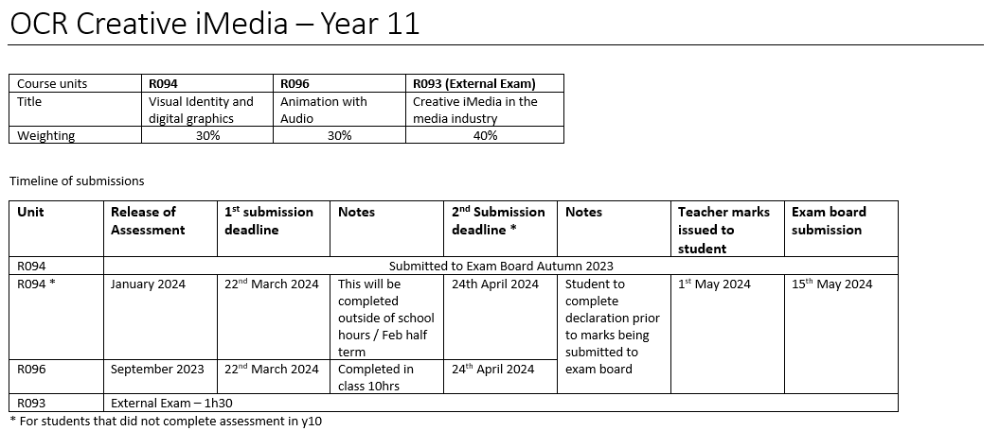 OCR Creative iMedia – Year 11
Course units R094 R096 R093 (External Exam)
Title Visual Identity and digital graphics Animation with Audio Creative iMedia in the media industry
Weighting 30% 30% 40%
Timeline of submissions
Unit Release of Assessment 1st submission deadline Notes 2nd Submission deadline * Notes Teacher marks issued to student Exam board submission
R094 Submitted to Exam Board Autumn 2023
R094 * January 2024 22nd March 2024 This will be completed outside of school hours / Feb half term 24th April 2024 Student to complete declaration prior to marks being submitted to exam board 1st May 2024 15th May 2024
R096 September 2023 22nd March 2024 Completed in class 10hrs 24th April 2024
R093 External Exam – 1h30
* For students that did not complete assessment in y10